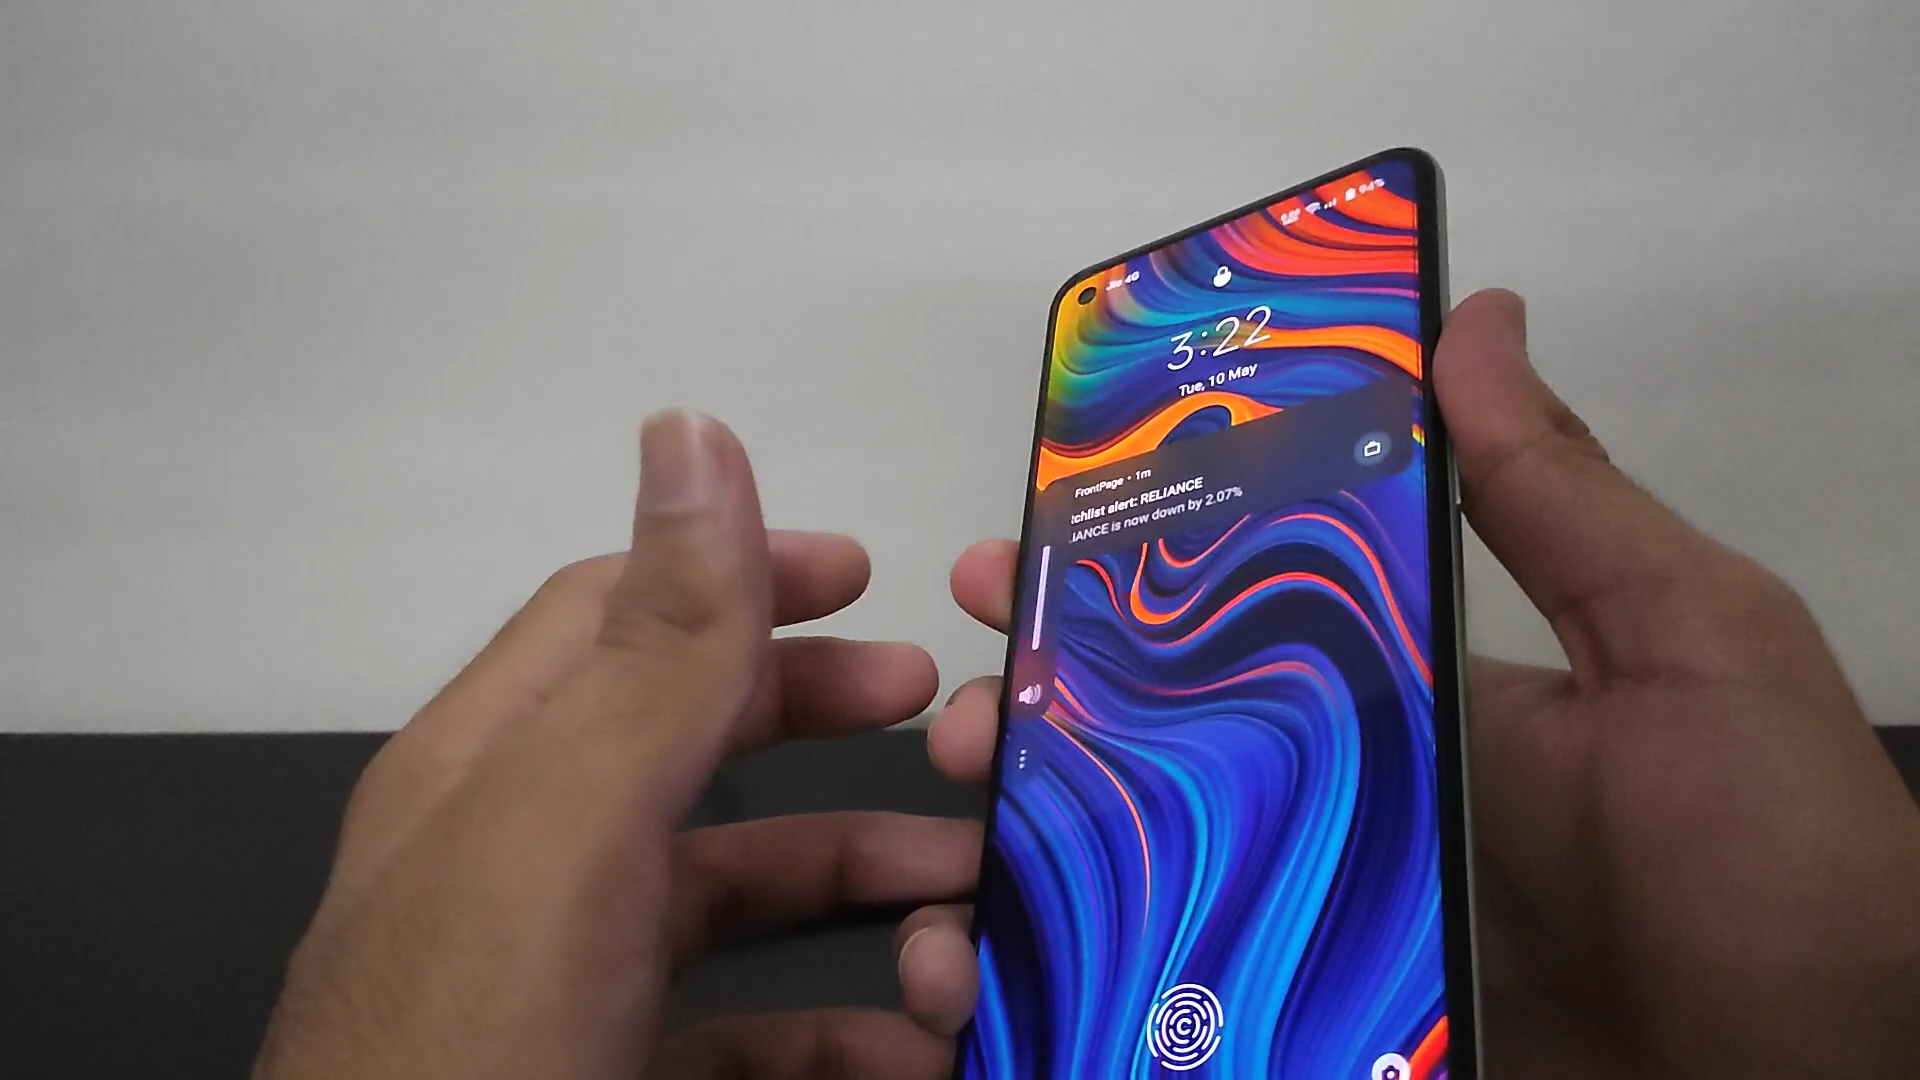 Jio 4G
94%
3:22
Tue, 10 May
FrontPage • 1m
tchlist alert: RELIANCE
IANCE is now down by 2.07%